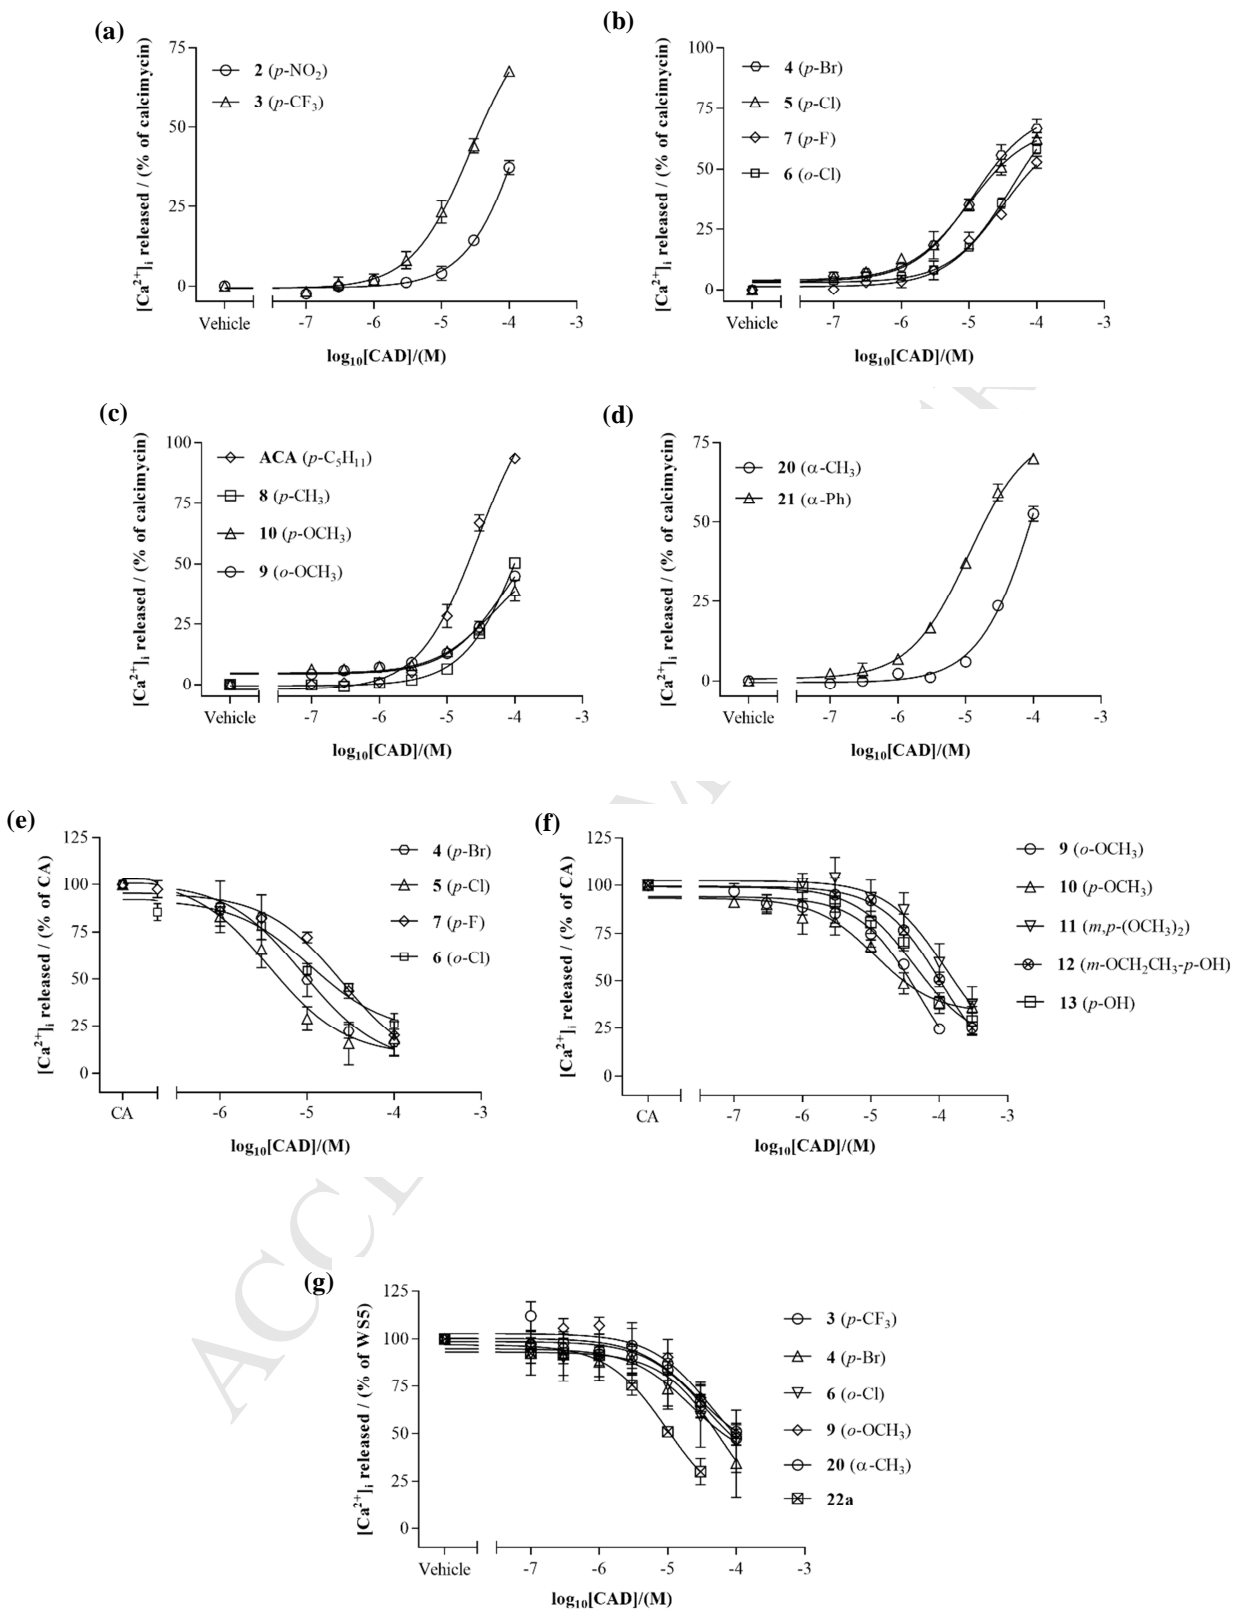 (a)
[Ca²⁺]ᵢ released / (% of calcimycin)
75
50
25
0
2 (p-NO₂)
3 (p-CF₃)
Vehicle -7 -6 -5 -4 -3
log₁₀[CAD]/(M)
(b)
[Ca²⁺]ᵢ released / (% of calcimycin)
100
75
50
25
0
4 (p-Br)
5 (p-Cl)
7 (p-F)
6 (o-Cl)
Vehicle -7 -6 -5 -4 -3
log₁₀[CAD]/(M)
(c)
[Ca²⁺]ᵢ released / (% of calcimycin)
100
75
50
25
0
ACA (p-C₅H₁₁)
8 (p-CH₃)
10 (p-OCH₃)
9 (o-OCH₃)
Vehicle -7 -6 -5 -4 -3
log₁₀[CAD]/(M)
(d)
[Ca²⁺]ᵢ released / (% of calcimycin)
75
50
25
0
20 (α-CH₃)
21 (α-Ph)
Vehicle -7 -6 -5 -4 -3
log₁₀[CAD]/(M)
(e)
[Ca²⁺]ᵢ released / (% of CA)
125
100
75
50
25
0
4 (p-Br)
5 (p-Cl)
7 (p-F)
6 (o-Cl)
CA -6 -5 -4 -3
log₁₀[CAD]/(M)
(f)
[Ca²⁺]ᵢ released / (% of CA)
125
100
75
50
25
0
9 (o-OCH₃)
10 (p-OCH₃)
11 (m,p-(OCH₃)₂)
12 (m-OCH₂CH₃-p-OH)
13 (p-OH)
CA -7 -6 -5 -4 -3
log₁₀[CAD]/(M)
(g)
[Ca²⁺]ᵢ released / (% of WS5)
125
100
75
50
25
0
3 (p-CF₃)
4 (p-Br)
6 (o-Cl)
9 (o-OCH₃)
20 (α-CH₃)
22a
Vehicle -7 -6 -5 -4 -3
log₁₀[CAD]/(M)